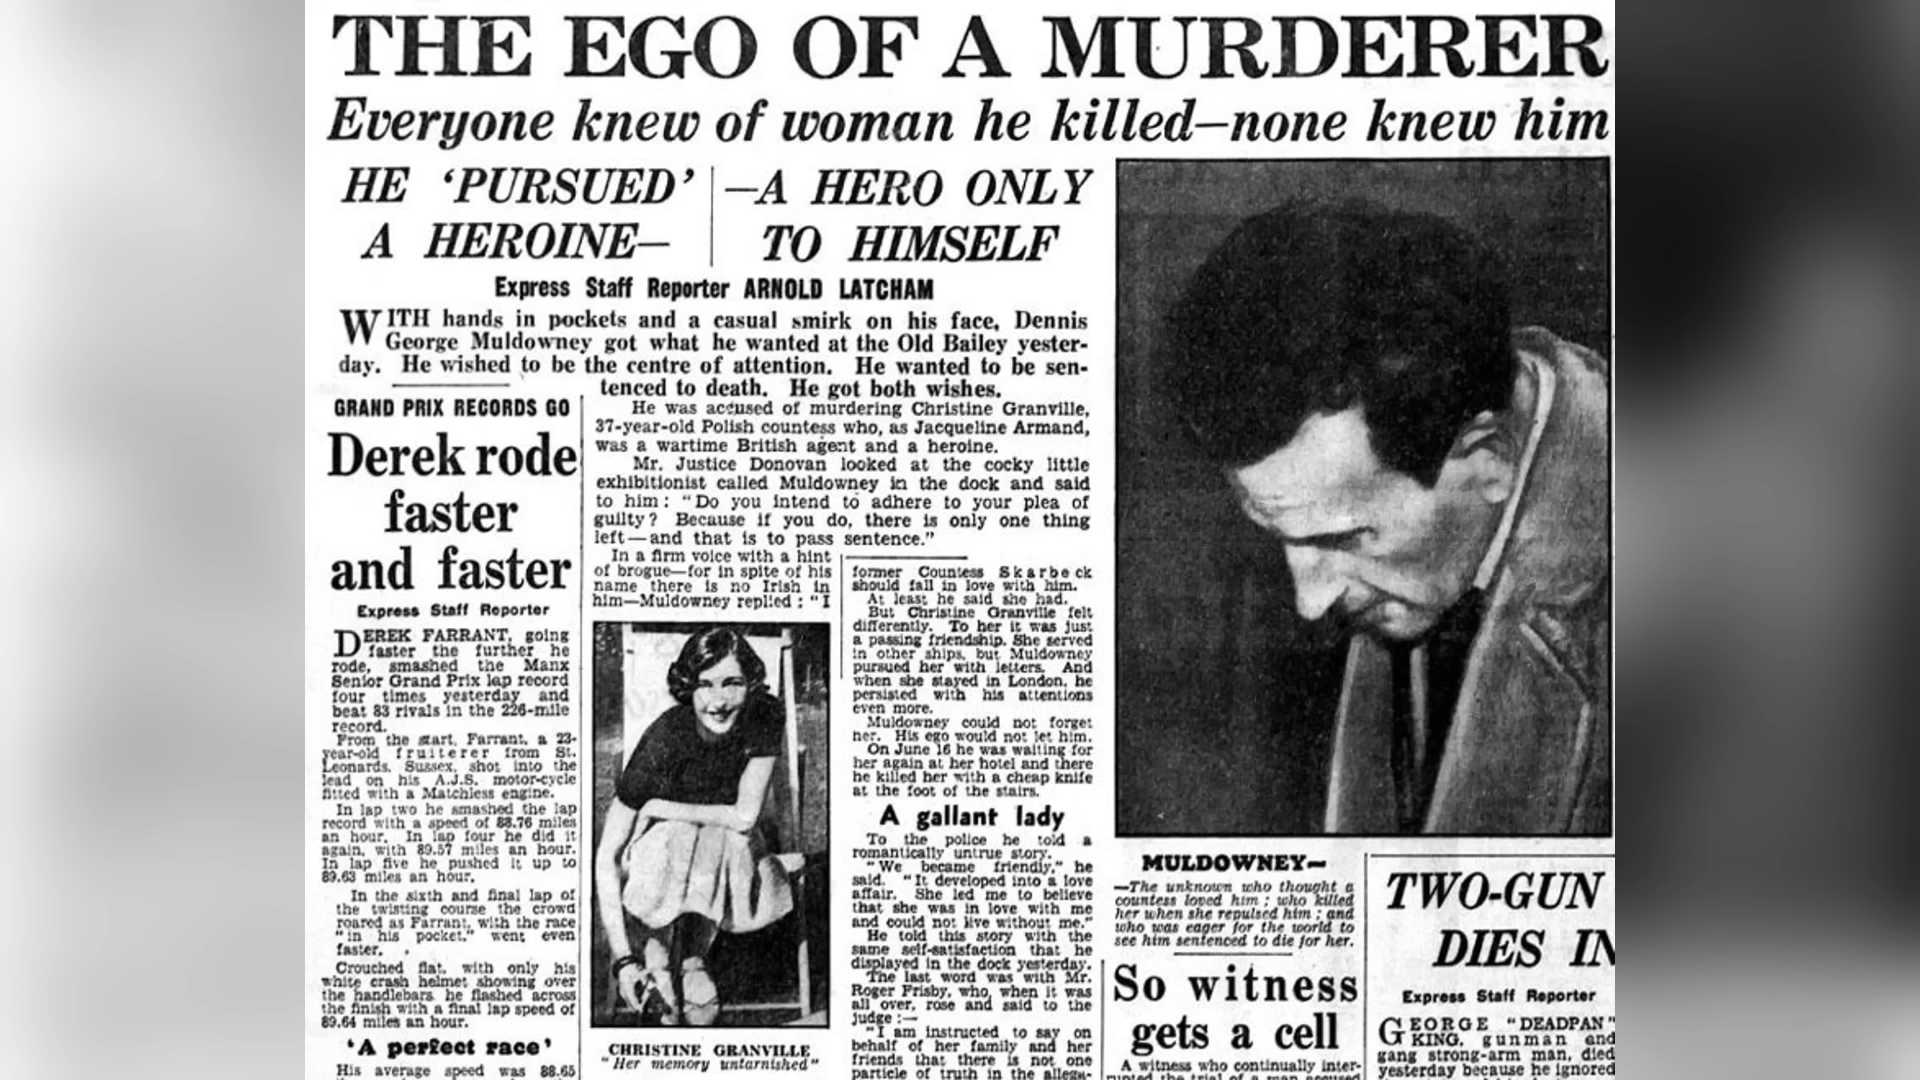 THE EGO OF A MURDERER
Everyone knew of woman he killed—none knew him
HE ‘PURSUED’
A HEROINE—
—A HERO ONLY
TO HIMSELF
Express Staff Reporter ARNOLD LATCHAM
WITH hands in pockets and a casual smirk on his face, Dennis
George Muldowney got what he wanted at the Old Bailey yester-
day. He wished to be the centre of attention. He wanted to be sen-
tenced to death. He got both wishes.
He was accused of murdering Christine Granville,
37-year-old Polish countess who, as Jacqueline Armand,
was a wartime British agent and a heroine.
Mr. Justice Donovan looked at the cocky little
exhibitionist called Muldowney in the dock and said
to him : “Do you intend to adhere to your plea of
guilty? Because if you do, there is only one thing
left—and that is to pass sentence.”
In a firm voice with a hint
of brogue—for in spite of his
name there is no Irish in
him—Muldowney replied : “I
CHRISTINE GRANVILLE
“Her memory untarnished”
former Countess Skarbeck
should fall in love with him.
At least he said she had.
But Christine Granville felt
differently. To her it was just
a passing friendship. She served
in other ships, but Muldowney
pursued her with letters. And
when she stayed in London, he
persisted with his attentions
even more.
Muldowney could not forget
her. His ego would not let him.
On June 16 he was waiting for
her again at her hotel and there
he killed her with a cheap knife
at the foot of the stairs.
A gallant lady
To the police he told a
romantically untrue story.
“We became friendly,” he
said. “It developed into a love
affair. She led me to believe
that she was in love with me
and could not live without me.”
He told this story with the
same self-satisfaction that he
displayed in the dock yesterday.
The last word was with Mr.
Roger Frisby, who, when it was
all over, rose and said to the
judge :—
“I am instructed to say on
behalf of her family and her
friends that there is not one
particle of truth in the allega-
GRAND PRIX RECORDS GO
Derek rode
faster
and faster
Express Staff Reporter
DEREK FARRANT, going
faster the further he
rode, smashed the Manx
Senior Grand Prix lap record
four times yesterday and
beat 83 rivals in the 226-mile
record.
From the start, Farrant, a 23-
year-old fruiterer from St.
Leonards, Sussex, shot into the
lead on his A.J.S. motor-cycle
fitted with a Matchless engine.
In lap two he smashed the lap
record with a speed of 88.76 miles
an hour. In lap four he did it
again, with 89.57 miles an hour.
In lap five he pushed it up to
89.63 miles an hour.
In the sixth and final lap of
the twisting course the crowd
roared as Farrant, with the race
“in his pocket,” went even
faster.
Crouched flat, with only his
white crash helmet showing over
the handlebars, he flashed across
the finish with a final lap speed of
89.64 miles an hour.
‘A perfect race’
His average speed was 88.65
MULDOWNEY—
—The unknown who thought a
countess loved him ; who killed
her when she repulsed him ; and
who was eager for the world to
see him sentenced to die for her.
So witness
gets a cell
A witness who continually inter-
rupted the trial of a man accused
TWO-GUN
DIES IN
Express Staff Reporter
GEORGE “DEADPAN”
KING, gunman and
gang strong-arm man, died
yesterday because he ignored